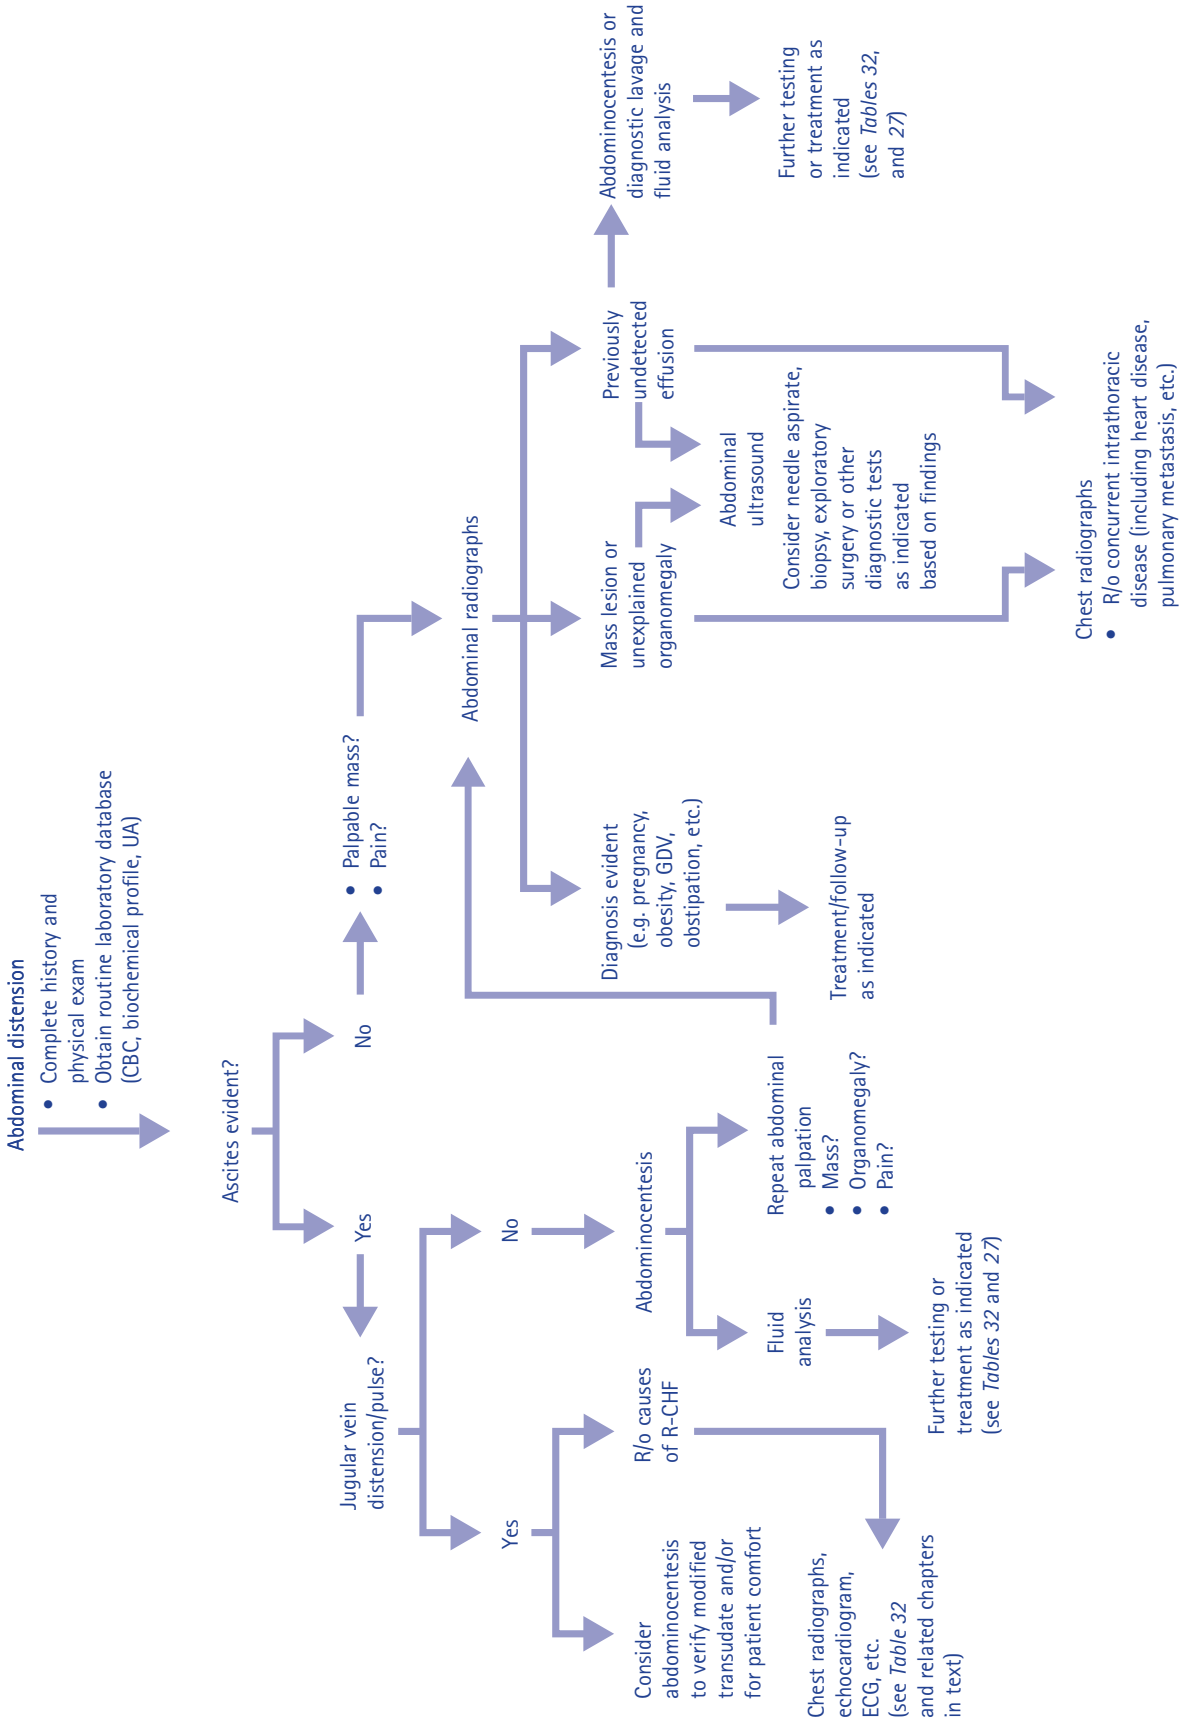 Abdominal distension
• Complete history and
physical exam
• Obtain routine laboratory database
(CBC, biochemical profile, UA)
Ascites evident?
Yes
No
Jugular vein
distension/pulse?
• Palpable mass?
• Pain?
Yes
No
Abdominal radiographs
Consider
abdominocentesis
to verify modified
transudate and/or
for patient comfort
R/o causes
of R-CHF
Abdominocentesis
Diagnosis evident
(e.g. pregnancy,
obesity, GDV,
obstipation, etc.)
Mass lesion or
unexplained
organomegaly
Previously
undetected
effusion
Abdominocentesis or
diagnostic lavage and
fluid analysis
Chest radiographs,
echocardiogram,
ECG, etc.
(see Table 32
and related chapters
in text)
Fluid
analysis
Repeat abdominal
palpation
• Mass?
• Organomegaly?
• Pain?
Treatment/follow-up
as indicated
Abdominal
ultrasound
Consider needle aspirate,
biopsy, exploratory
surgery or other
diagnostic tests
as indicated
based on findings
Further testing
or treatment as
indicated
(see Tables 32,
and 27)
Further testing or
treatment as indicated
(see Tables 32 and 27)
Chest radiographs
• R/o concurrent intrathoracic
disease (including heart disease,
pulmonary metastasis, etc.)